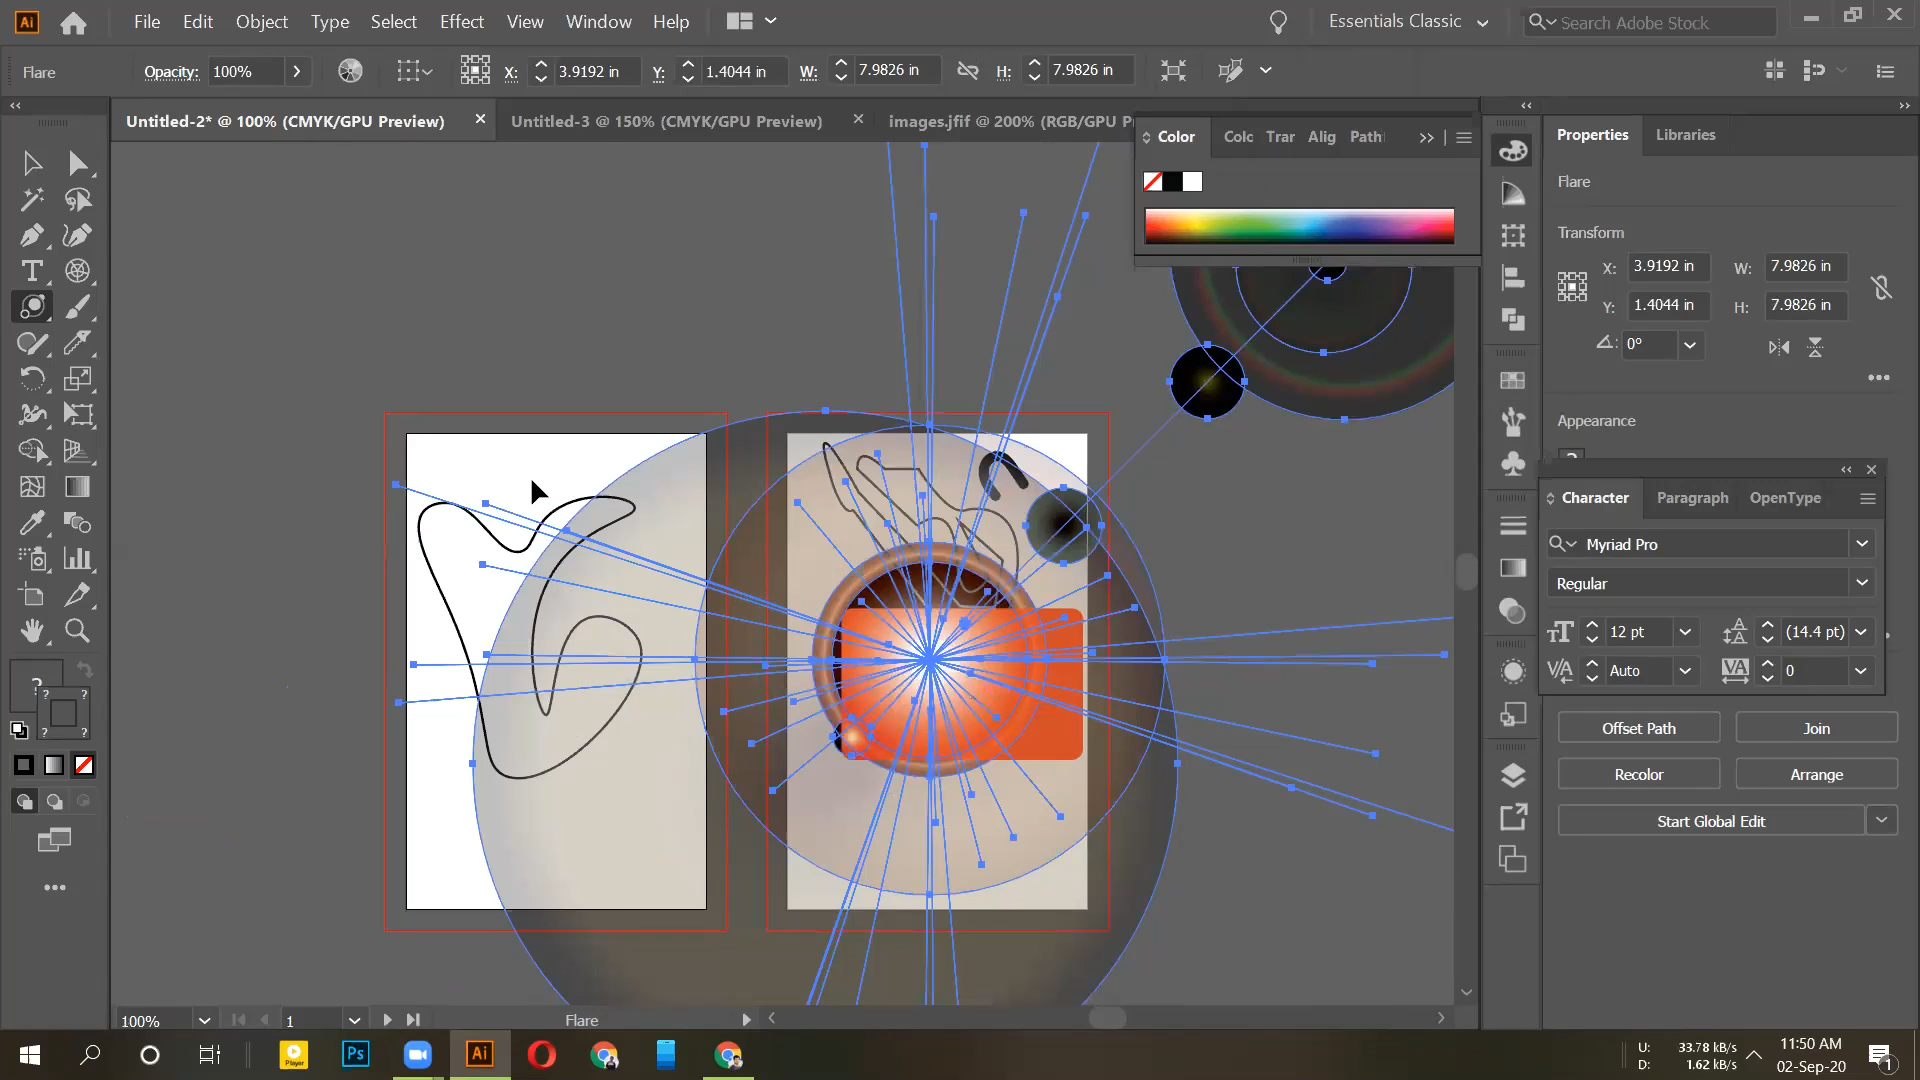 Ai File Edit Object Type Select Effect View Window Help Essentials Classic Search Adobe Stock
Flare Opacity: 100% X: 3.9192 in Y: 1.4044 in W: 7.9826 in H: 7.9826 in
Untitled-2* @ 100% (CMYK/GPU Preview) Untitled-3 @ 150% (CMYK/GPU Preview) images.jfif @ 200% (RGB/GPU P
Color Colc Tran Alig Path
Properties Libraries
Flare
Transform
X: 3.9192 in W: 7.9826 in
Y: 1.4044 in H: 7.9826 in
0°
Appearance
Character Paragraph OpenType
Myriad Pro
Regular
12 pt (14.4 pt)
Auto 0
Offset Path Join
Recolor Arrange
Start Global Edit
?
? ?
? ?
100% 1 Flare
Player Ps Ai
U: 33.78 kB/s
D: 1.62 kB/s
11:50 AM
02-Sep-20
1